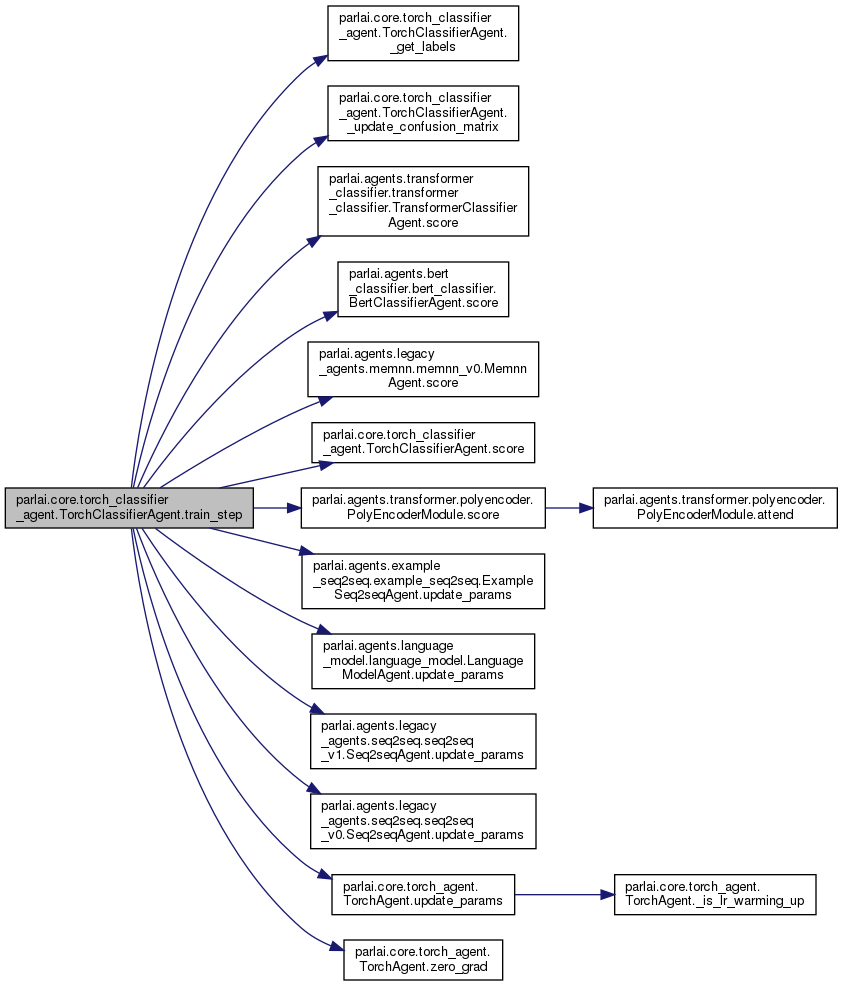 parlai.core.torch_classifier
_agent.TorchClassifierAgent.
_get_labels
parlai.core.torch_classifier
_agent.TorchClassifierAgent.
_update_confusion_matrix
parlai.agents.transformer
_classifier.transformer
_classifier.TransformerClassifier
Agent.score
parlai.agents.bert
_classifier.bert_classifier.
BertClassifierAgent.score
parlai.agents.legacy
_agents.memnn.memnn_v0.Memnn
Agent.score
parlai.core.torch_classifier
_agent.TorchClassifierAgent.score
parlai.core.torch_classifier
_agent.TorchClassifierAgent.train_step
parlai.agents.transformer.polyencoder.
PolyEncoderModule.score
parlai.agents.transformer.polyencoder.
PolyEncoderModule.attend
parlai.agents.example
_seq2seq.example_seq2seq.Example
Seq2seqAgent.update_params
parlai.agents.language
_model.language_model.Language
ModelAgent.update_params
parlai.agents.legacy
_agents.seq2seq.seq2seq
_v1.Seq2seqAgent.update_params
parlai.agents.legacy
_agents.seq2seq.seq2seq
_v0.Seq2seqAgent.update_params
parlai.core.torch_agent.
TorchAgent.update_params
parlai.core.torch_agent.
TorchAgent._is_lr_warming_up
parlai.core.torch_agent.
TorchAgent.zero_grad